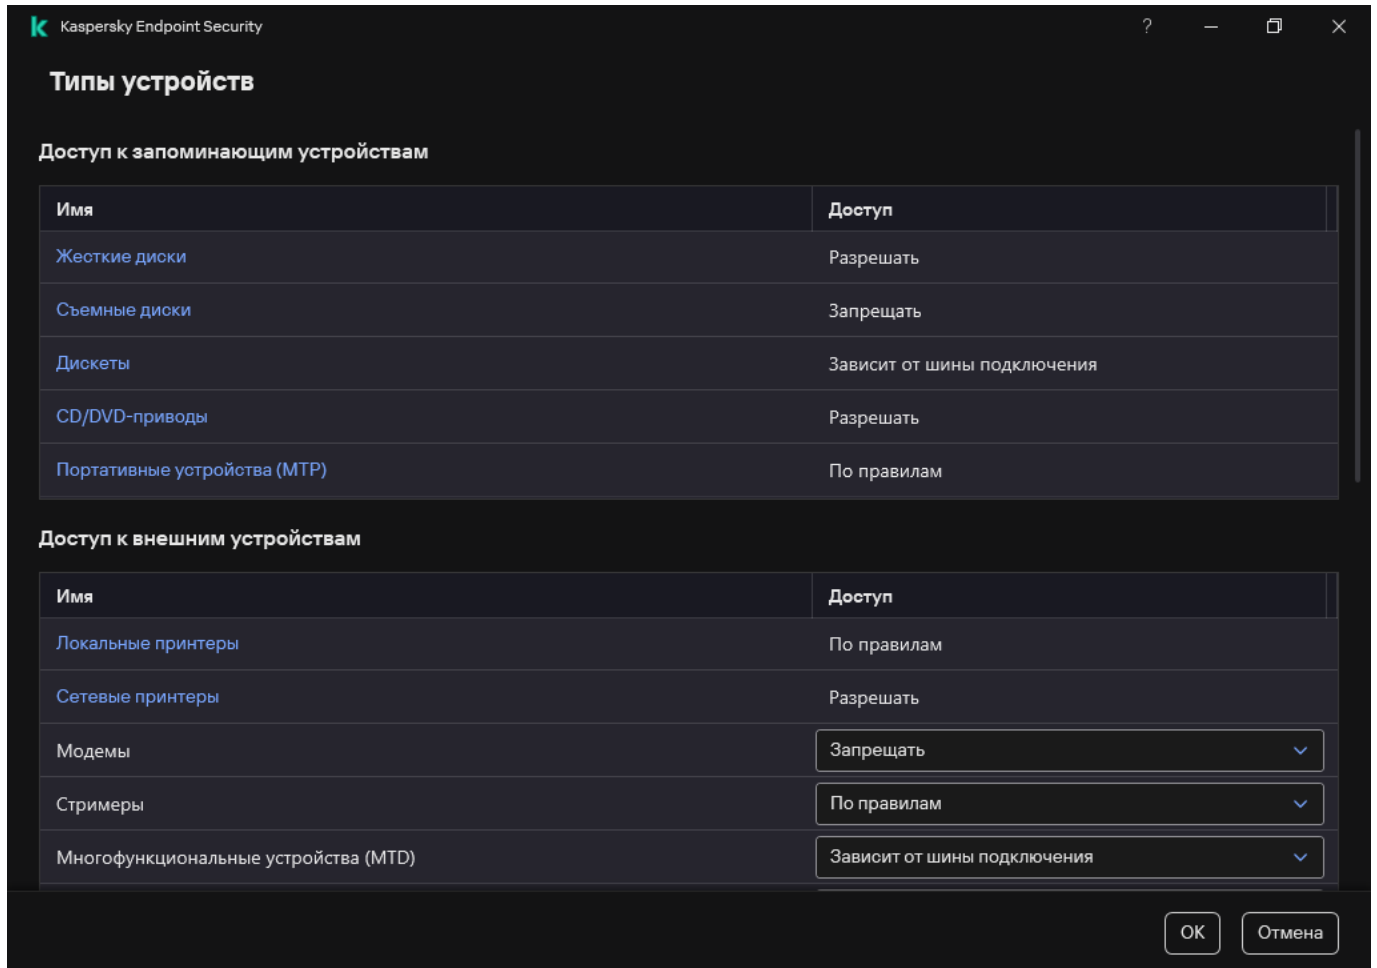 Kaspersky Endpoint Security
Типы устройств
Доступ к запоминающим устройствам
Имя Доступ
Жесткие диски Разрешать
Съемные диски Запрещать
Дискеты Зависит от шины подключения
CD/DVD-приводы Разрешать
Портативные устройства (MTP) По правилам
Доступ к внешним устройствам
Имя Доступ
Локальные принтеры По правилам
Сетевые принтеры Разрешать
Модемы Запрещать
Стримеры По правилам
Многофункциональные устройства (MTD) Зависит от шины подключения
ОК Отмена